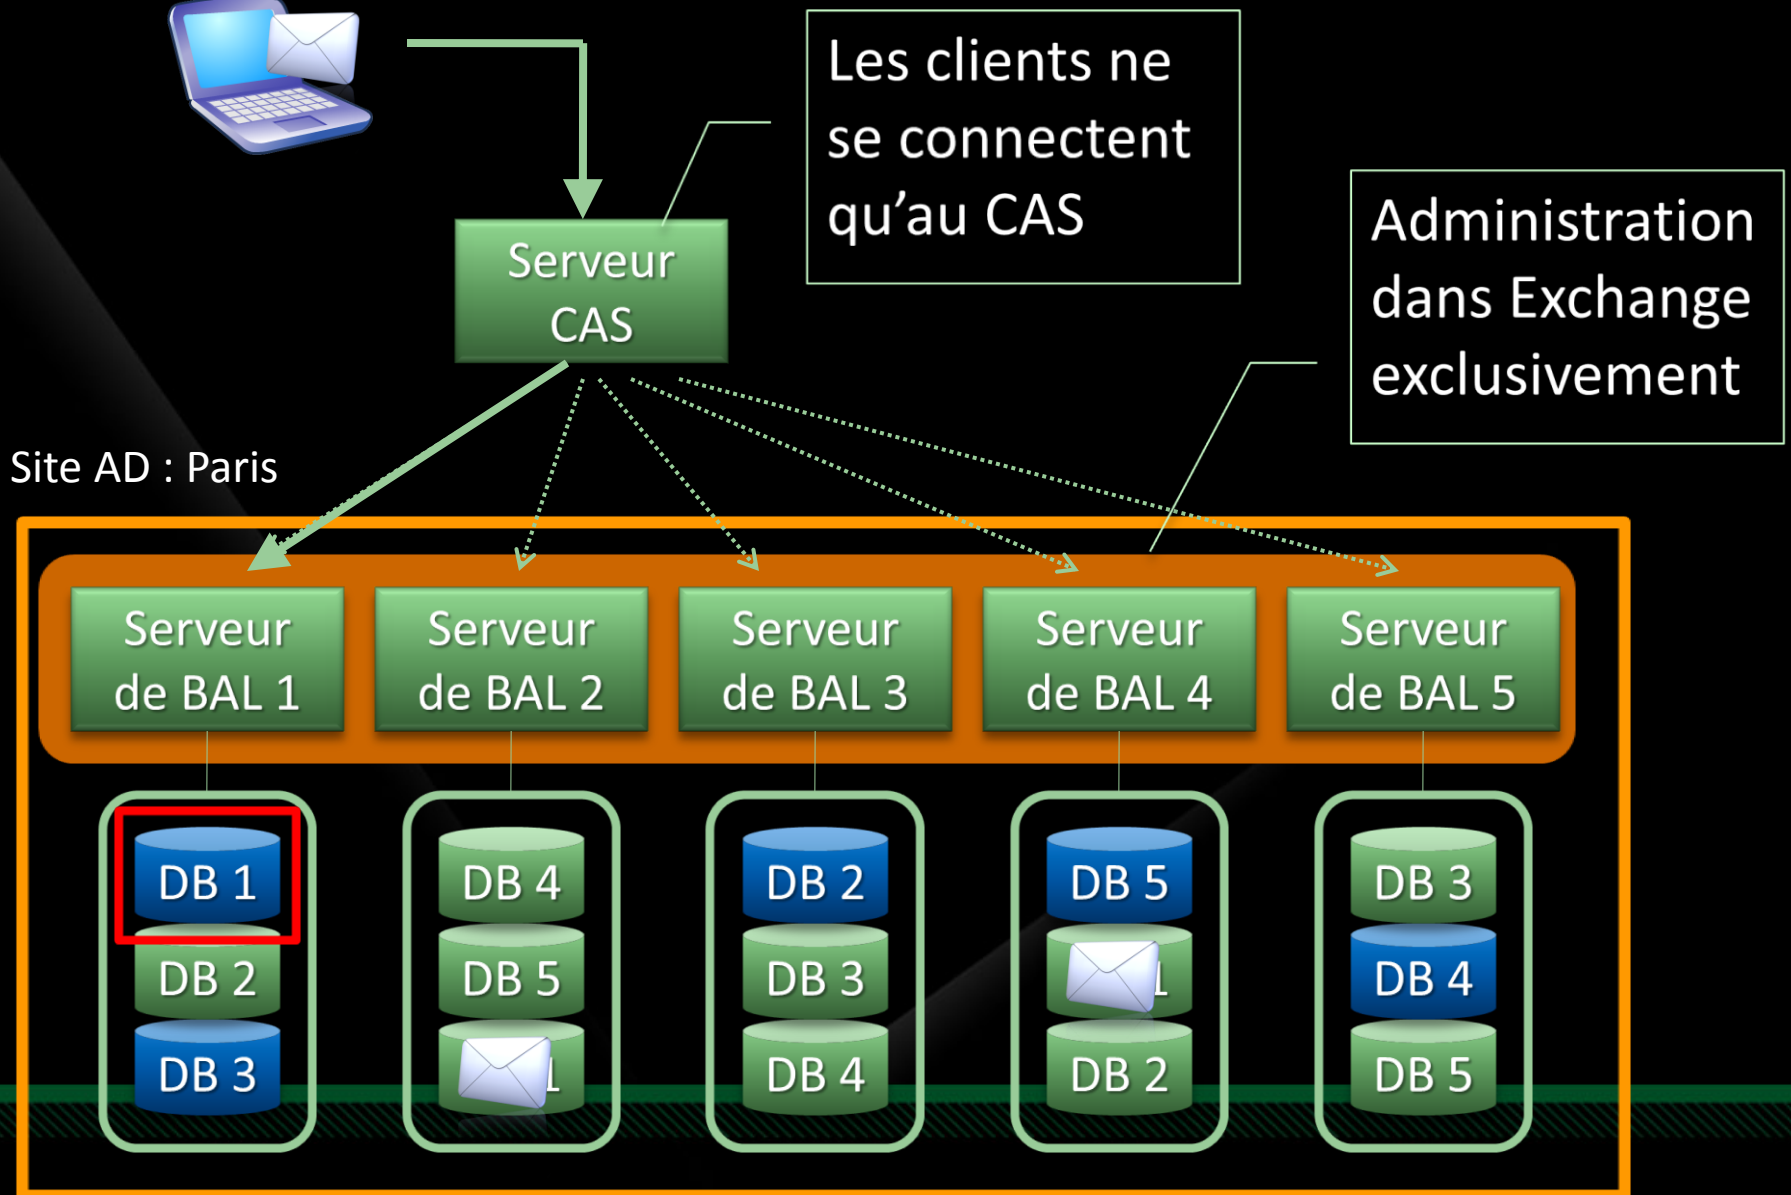 Les clients ne
se connectent
qu’au CAS
Serveur
CAS
Administration
dans Exchange
exclusivement
Site AD : Paris
Serveur
de BAL 1
Serveur
de BAL 2
Serveur
de BAL 3
Serveur
de BAL 4
Serveur
de BAL 5
DB 1
DB 2
DB 3
DB 4
DB 5
1
DB 2
DB 3
DB 4
DB 5
1
DB 2
DB 3
DB 4
DB 5